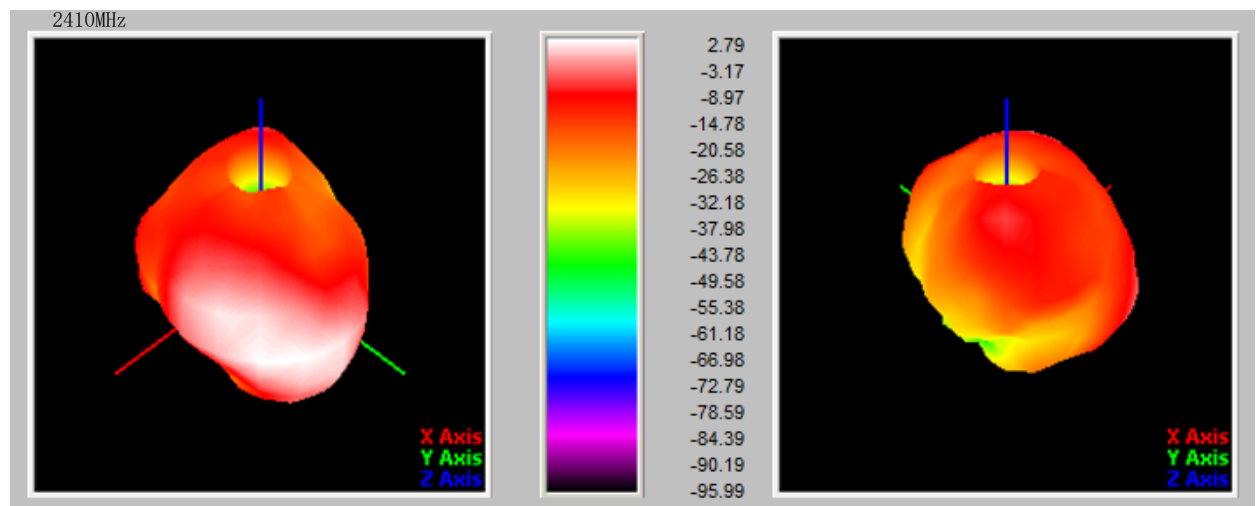 2410MHz
2.79
-3.17
-8.97
-14.78
-20.58
-26.38
-32.18
-37.98
-43.78
-49.58
-55.38
-61.18
-66.98
-72.79
-78.59
-84.39
-90.19
-95.99
X Axis
Y Axis
Z Axis
X Axis
Y Axis
Z Axis